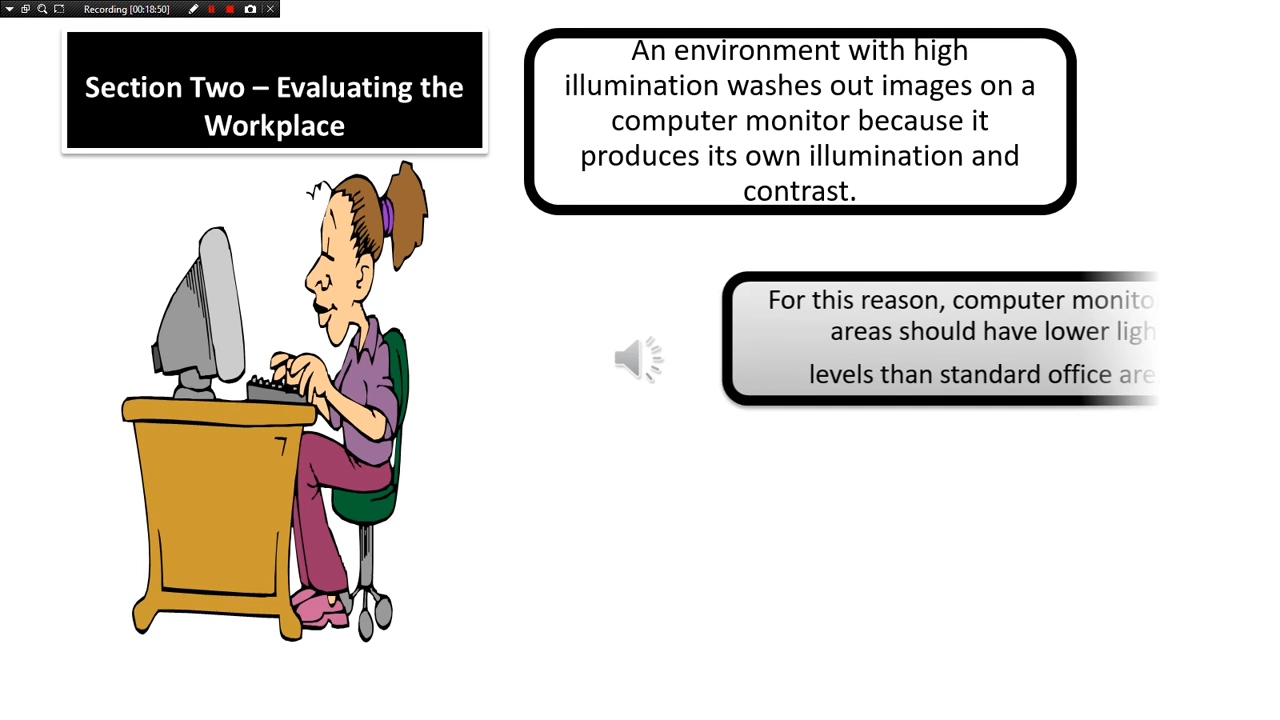 Recording [00:18:50]
Section Two – Evaluating the
Workplace
An environment with high
illumination washes out images on a
computer monitor because it
produces its own illumination and
contrast.
For this reason, computer
areas should have lower
levels than standard office